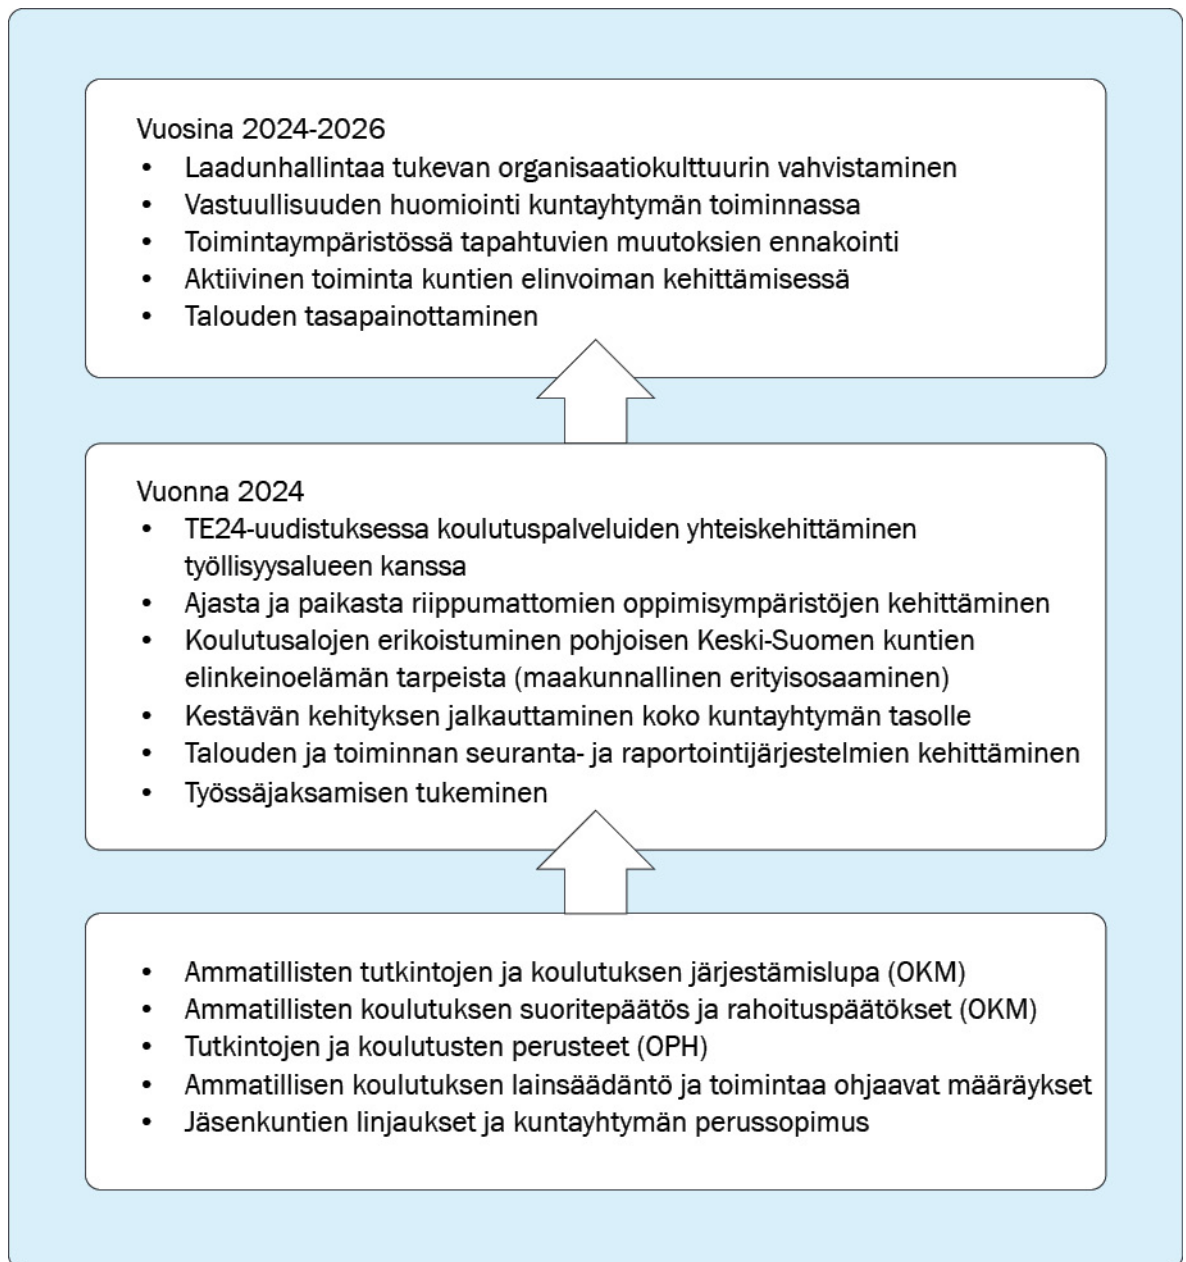 Vuosina 2024-2026
• Laadunhallintaa tukevan organisaatiokulttuurin vahvistaminen
• Vastuullisuuden huomiointi kuntayhtymän toiminnassa
• Toimintaympäristössä tapahtuvien muutoksien ennakointi
• Aktiivinen toiminta kuntien elinvoiman kehittämisessä
• Talouden tasapainottaminen
Vuonna 2024
• TE24-uudistuksessa koulutuspalveluiden yhteiskehittäminen
työllisyysalueen kanssa
• Ajasta ja paikasta riippumattomien oppimisympäristöjen kehittäminen
• Koulutusalojen erikoistuminen pohjoisen Keski-Suomen kuntien
elinkeinoelämän tarpeista (maakunnallinen erityisosaaminen)
• Kestävän kehityksen jalkauttaminen koko kuntayhtymän tasolle
• Talouden ja toiminnan seuranta- ja raportointijärjestelmien kehittäminen
• Työssäjaksamisen tukeminen
• Ammatillisten tutkintojen ja koulutuksen järjestämislupa (OKM)
• Ammatillisten koulutuksen suoritepäätös ja rahoituspäätökset (OKM)
• Tutkintojen ja koulutusten perusteet (OPH)
• Ammatillisen koulutuksen lainsäädäntö ja toimintaa ohjaavat määräykset
• Jäsenkuntien linjaukset ja kuntayhtymän perussopimus